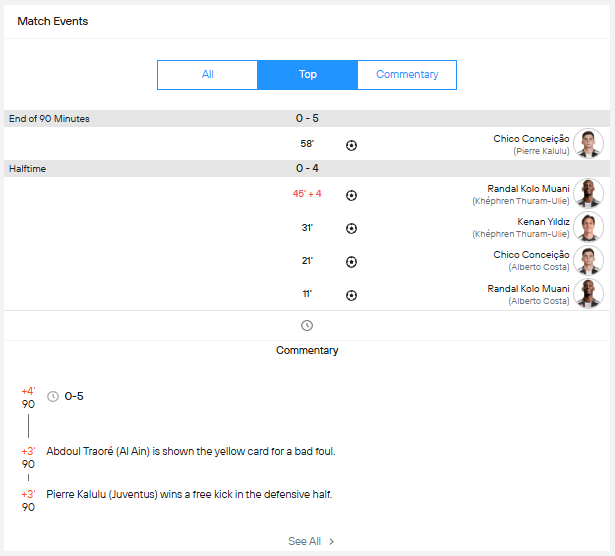 Match Events
All
Top
Commentary
End of 90 Minutes
0 - 5
58'
Chico Conceição
(Pierre Kalulu)
Halftime
0 - 4
45' + 4
Randal Kolo Muani
(Khéphren Thuram-Ulie)
31'
Kenan Yıldız
(Khéphren Thuram-Ulie)
21'
Chico Conceição
(Alberto Costa)
11'
Randal Kolo Muani
(Alberto Costa)
Commentary
+4'
90
0-5
+3'
90
Abdoul Traoré (Al Ain) is shown the yellow card for a bad foul.
+3'
90
Pierre Kalulu (Juventus) wins a free kick in the defensive half.
See All